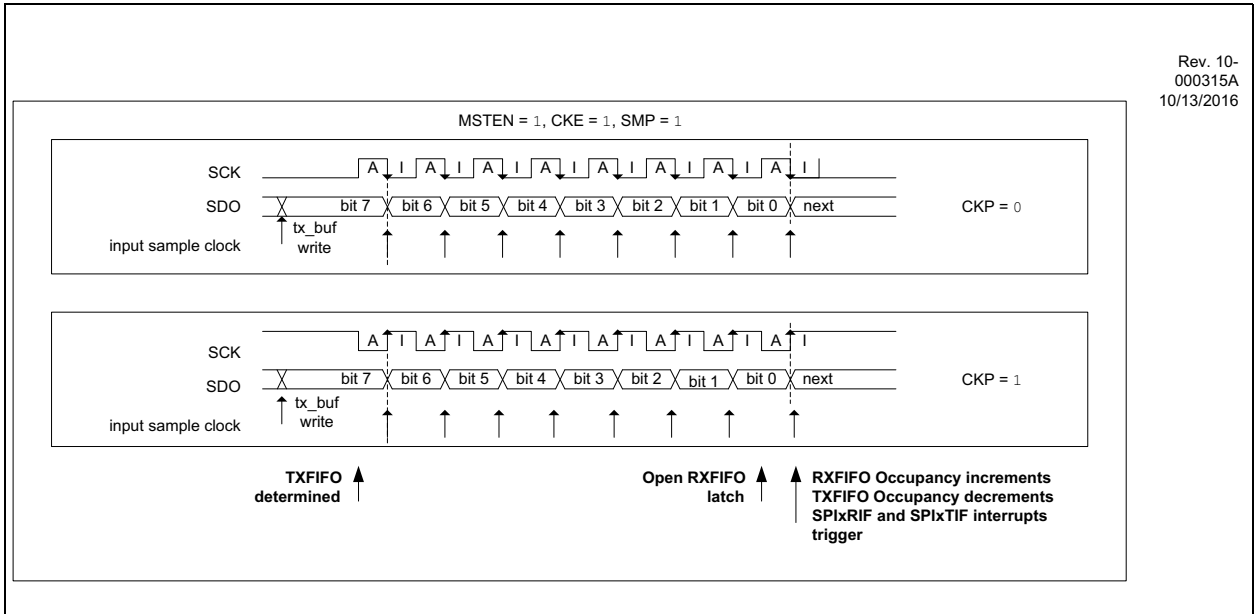 Rev. 10-
000315A
10/13/2016
MSTEN = 1, CKE = 1, SMP = 1
SCK A I A I A I A I A I A I A I A I
SDO bit 7 bit 6 bit 5 bit 4 bit 3 bit 2 bit 1 bit 0 next CKP = 0
tx_buf
write
input sample clock
SCK A I A I A I A I A I A I A I A I
SDO bit 7 bit 6 bit 5 bit 4 bit 3 bit 2 bit 1 bit 0 next CKP = 1
tx_buf
write
input sample clock
TXFIFO
determined
Open RXFIFO
latch
RXFIFO Occupancy increments
TXFIFO Occupancy decrements
SPIxRIF and SPIxTIF interrupts
trigger